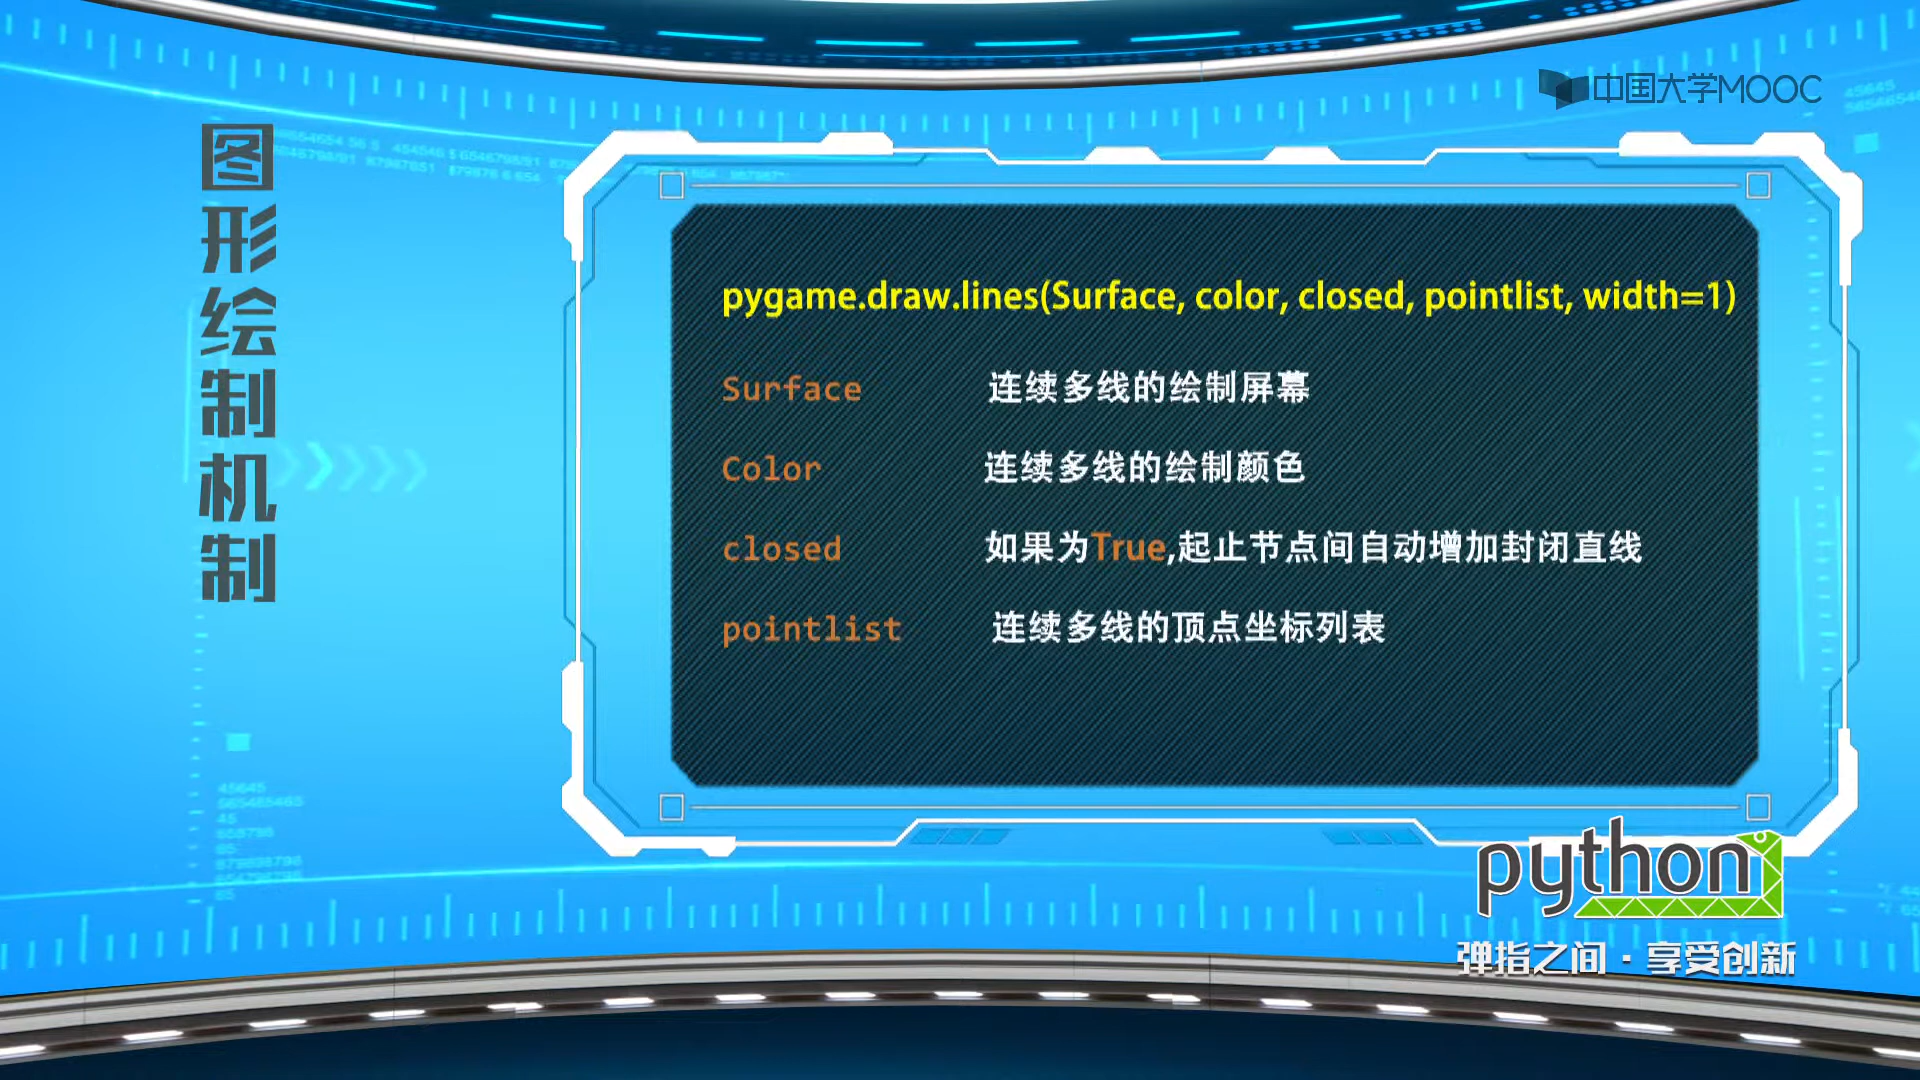 中国大学MOOC
图形绘制机制
pygame.draw.lines(Surface, color, closed, pointlist, width=1)
Surface 连续多线的绘制屏幕
Color 连续多线的绘制颜色
closed 如果为True,起止节点间自动增加封闭直线
pointlist 连续多线的顶点坐标列表
python
弹指之间·享受创新